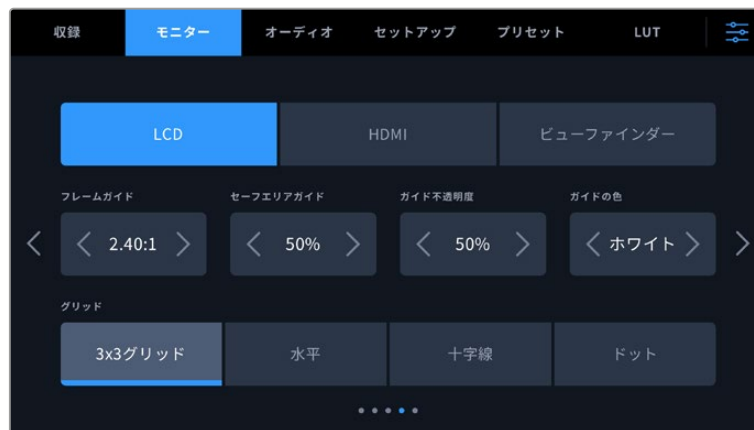 収録 モニター オーディオ セットアップ プリセット LUT
LCD HDMI ビューファインダー
フレームガイド セーフエリアガイド ガイド不透明度 ガイドの色
2.40:1 50% 50% ホワイト
グリッド
3x3グリッド 水平 十字線 ドット